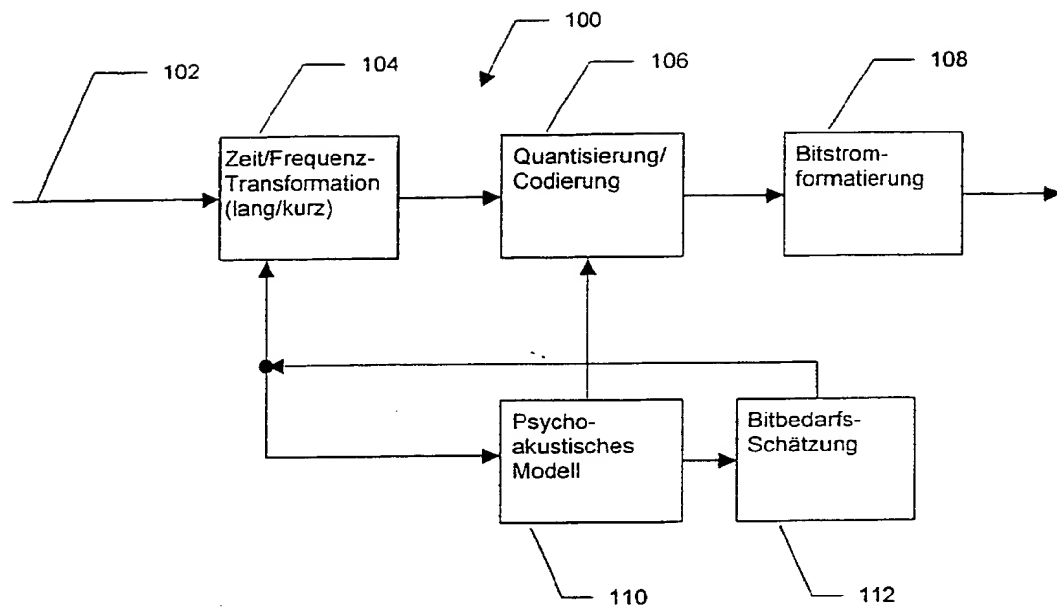 100
102
104
106
108
Zeit/Frequenz-
Transformation
(lang/kurz)
Quantisierung/
Codierung
Bitstrom-
formatierung
Psycho-
akustisches
Modell
Bitbedarfs-
Schätzung
110
112